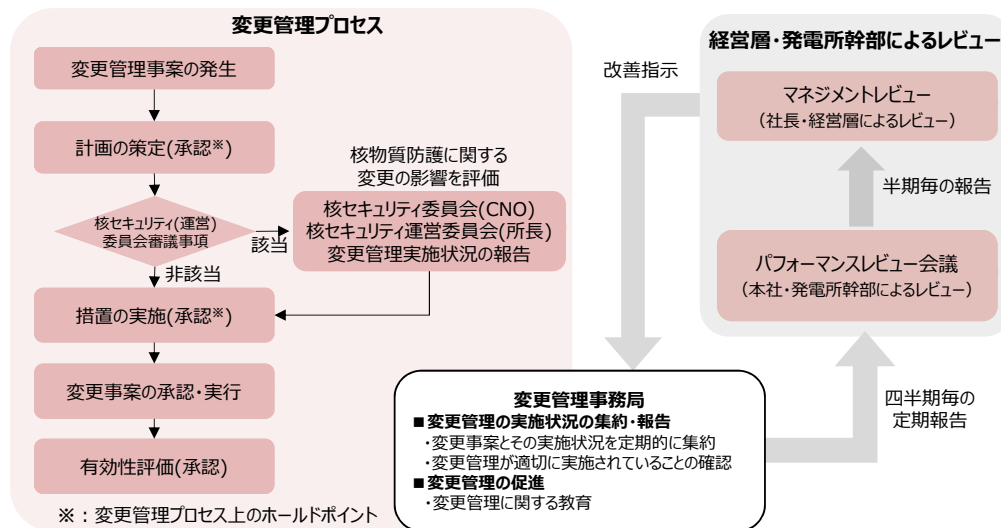 変更管理プロセス
変更管理事案の発生
計画の策定(承認※)
核セキュリティ(運営)
委員会審議事項
該当
非該当
核物質防護に関する
変更の影響を評価
核セキュリティ委員会(CNO)
核セキュリティ運営委員会(所長)
変更管理実施状況の報告
措置の実施(承認※)
変更事案の承認・実行
有効性評価(承認)
※：変更管理プロセス上のホールドポイント
変更管理事務局
■変更管理の実施状況の集約・報告
・変更事案とその実施状況を定期的に集約
・変更管理が適切に実施されていることの確認
■変更管理の促進
・変更管理に関する教育
改善指示
経営層・発電所幹部によるレビュー
マネジメントレビュー
(社長・経営層によるレビュー)
半期毎の報告
パフォーマンスレビュー会議
(本社・発電所幹部によるレビュー)
四半期毎の
定期報告